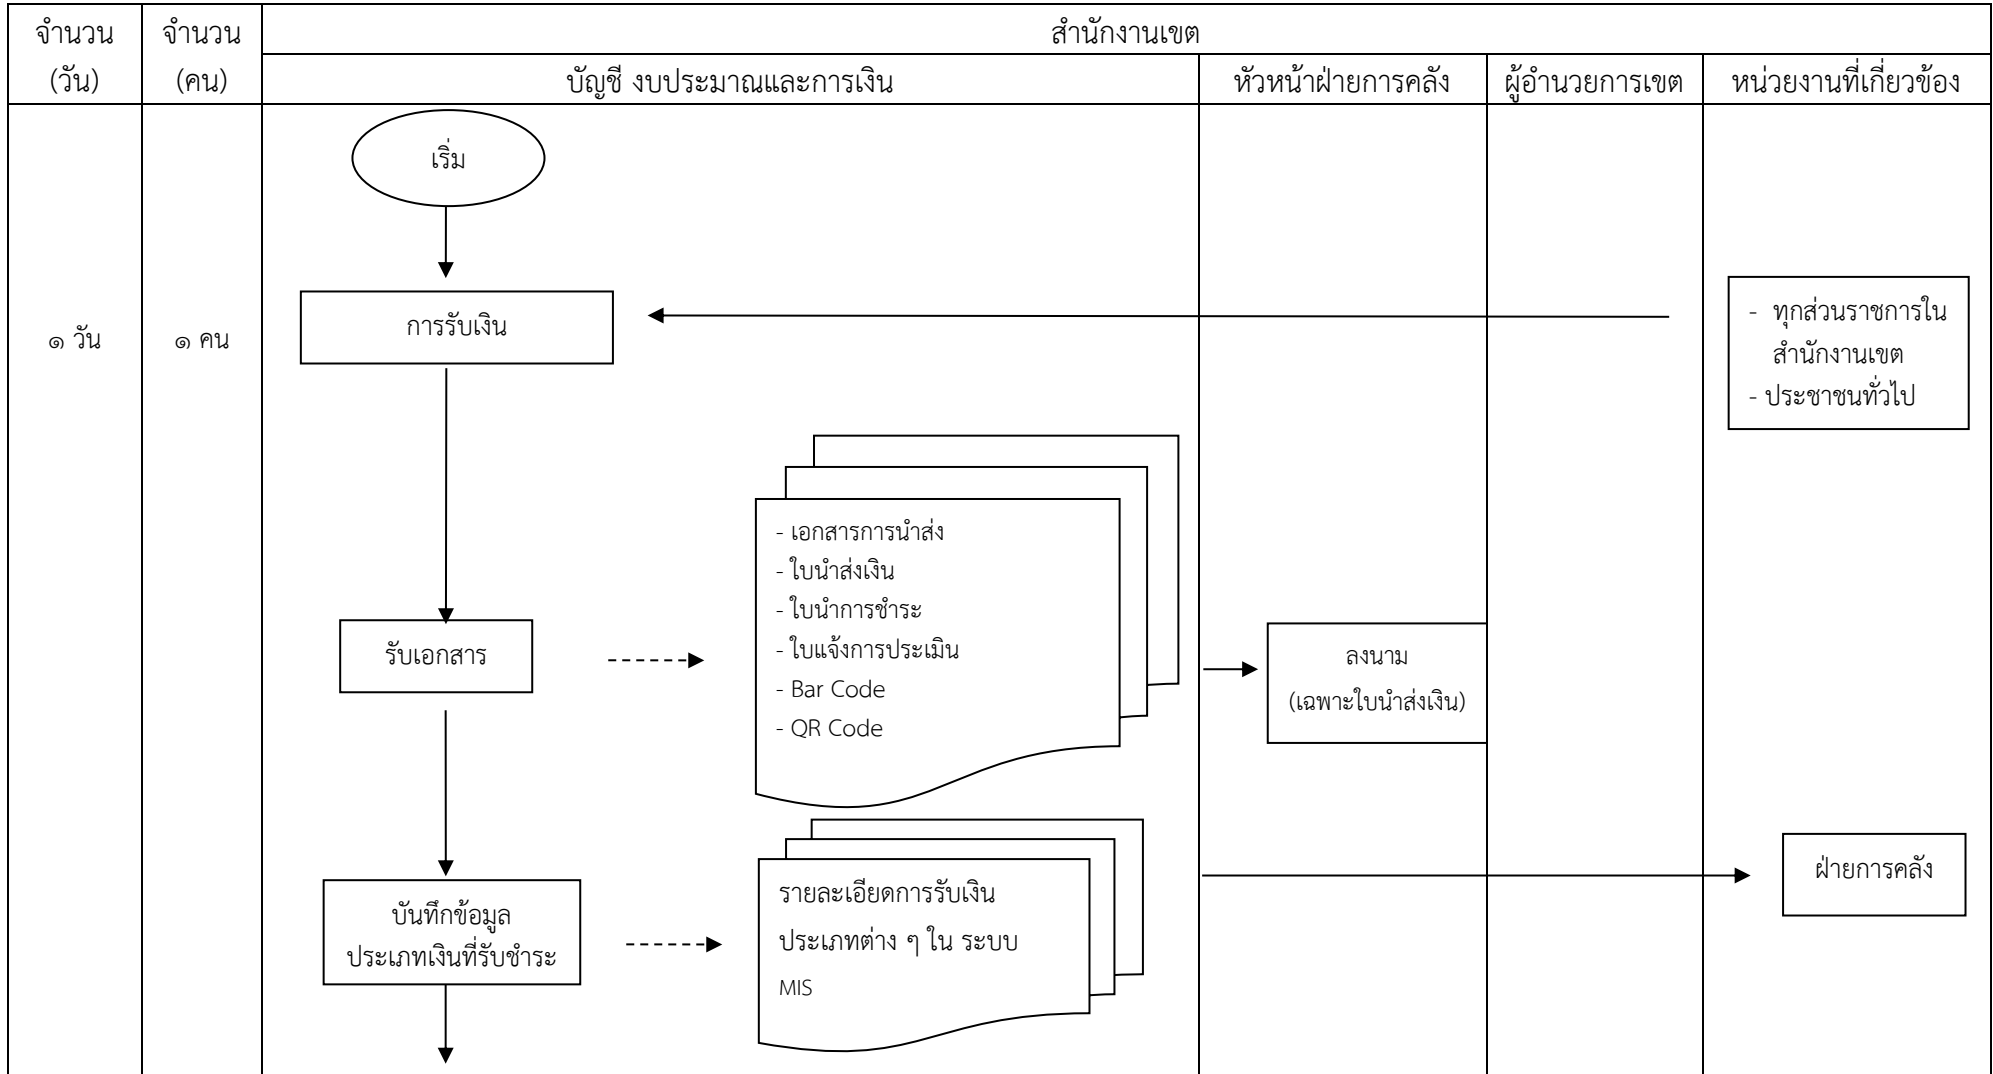 จำนวน
(วัน)
จำนวน
(คน)
สำนักงานเขต
บัญชี งบประมาณและการเงิน
หัวหน้าฝ่ายการคลัง
ผู้อำนวยการเขต
หน่วยงานที่เกี่ยวข้อง
เริ่ม
๑ วัน
๑ คน
การรับเงิน
- ทุกส่วนราชการใน
สำนักงานเขต
- ประชาชนทั่วไป
รับเอกสาร
- เอกสารการนำส่ง
- ใบนำส่งเงิน
- ใบนำการชำระ
- ใบแจ้งการประเมิน
- Bar Code
- QR Code
ลงนาม
(เฉพาะใบนำส่งเงิน)
บันทึกข้อมูล
ประเภทเงินที่รับชำระ
รายละเอียดการรับเงิน
ประเภทต่าง ๆ ใน ระบบ
MIS
ฝ่ายการคลัง